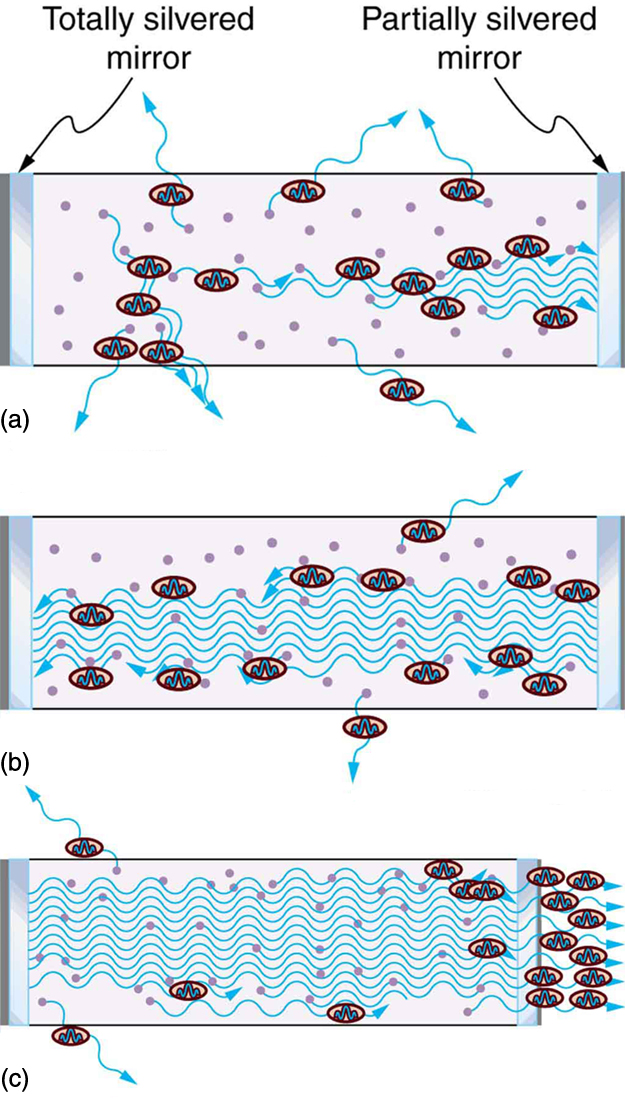 Totally silvered
mirror
Partially silvered
mirror
(a)
(b)
(c)